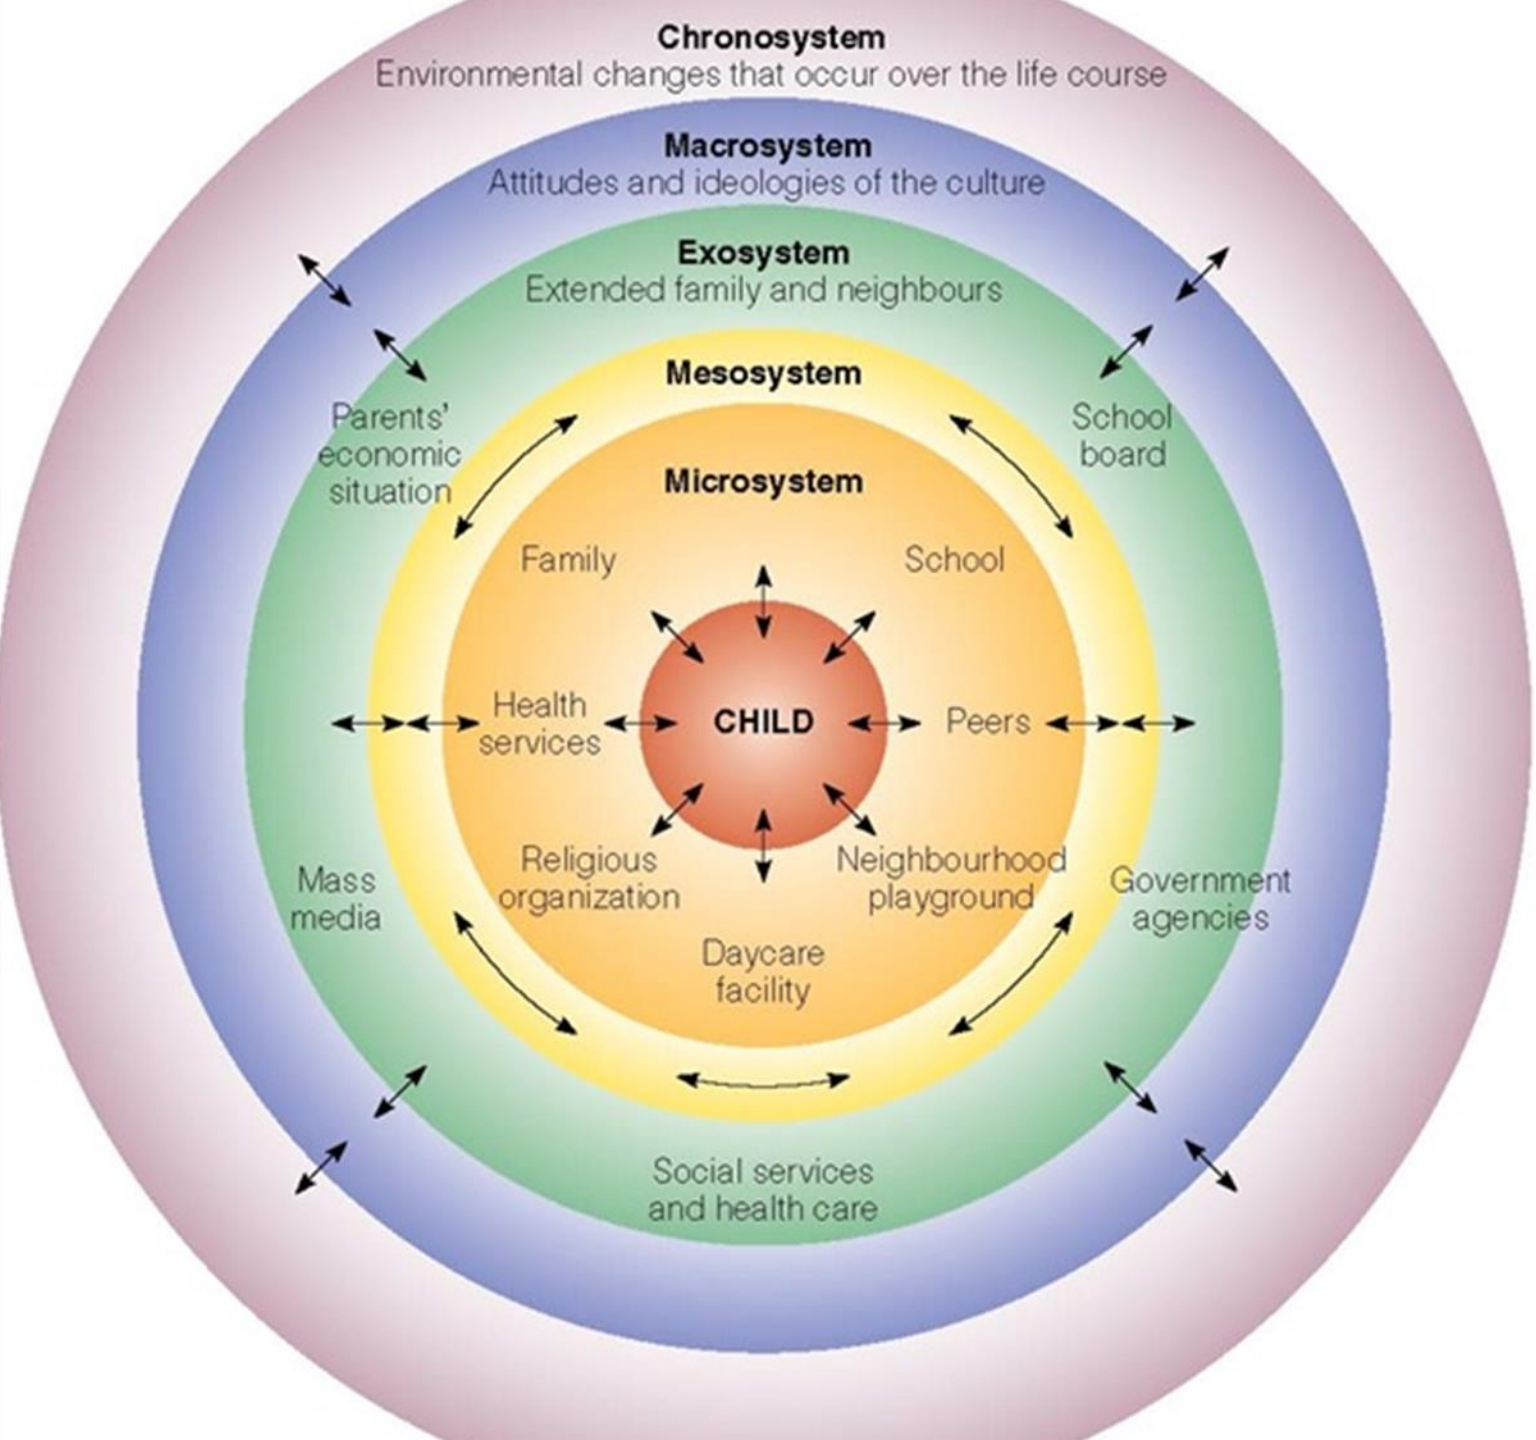 Chronosystem
Environmental changes that occur over the life course
Macrosystem
Attitudes and ideologies of the culture
Exosystem
Extended family and neighbours
Mesosystem
Parents'
economic
situation
School
board
Microsystem
Family
School
Health
services
CHILD
Peers
Religious
organization
Neighbourhood
playground
Mass
media
Government
agencies
Daycare
facility
Social services
and health care